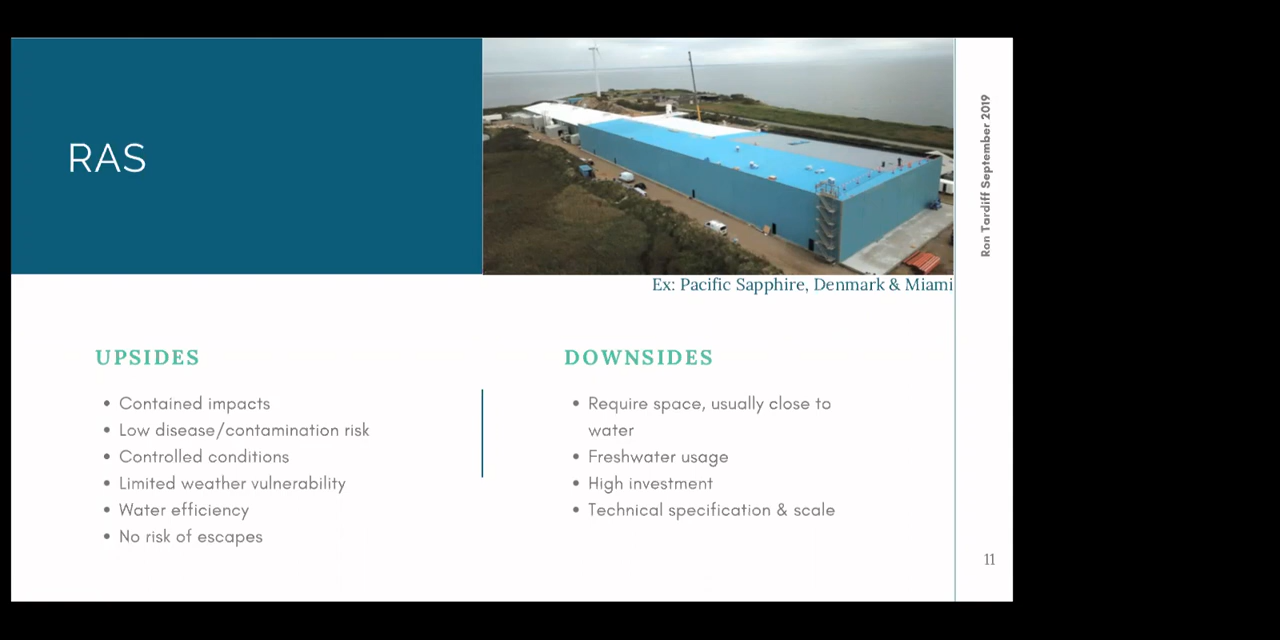 RAS
Ron Tardiff September 2019
Ex: Pacific Sapphire, Denmark & Miami
UPSIDES
• Contained impacts
• Low disease/contamination risk
• Controlled conditions
• Limited weather vulnerability
• Water efficiency
• No risk of escapes
DOWNSIDES
• Require space, usually close to
water
• Freshwater usage
• High investment
• Technical specification & scale
11